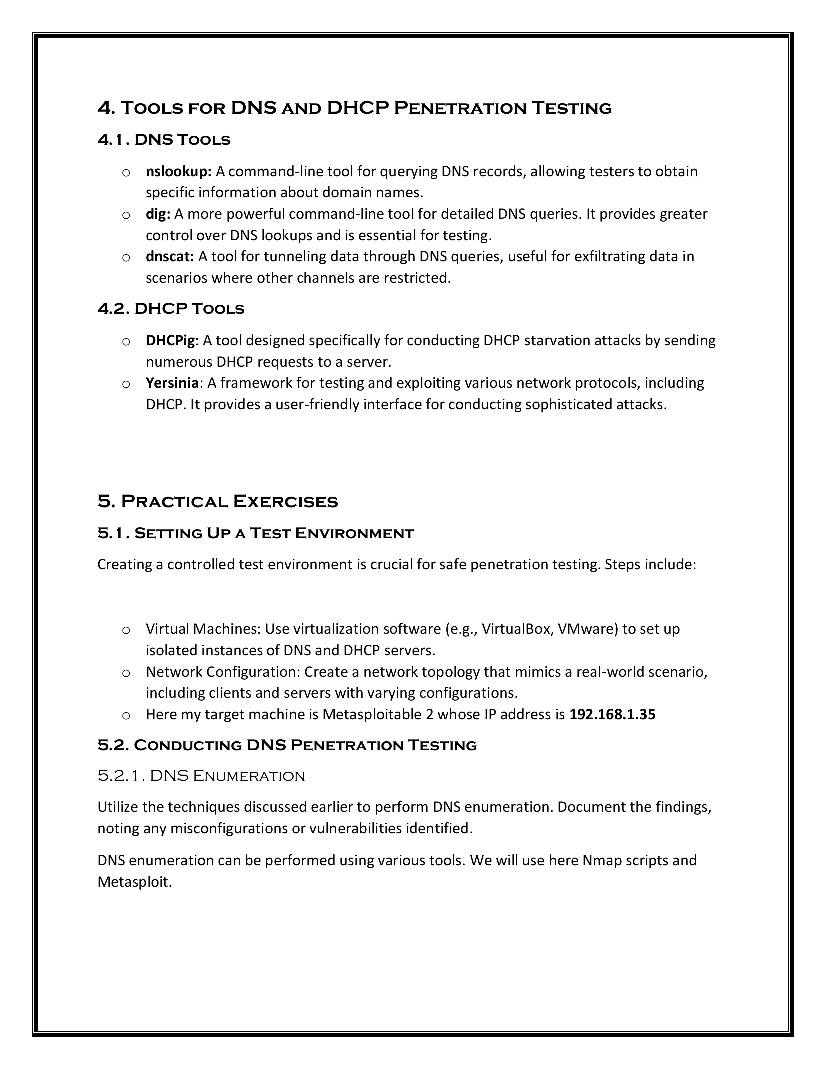 4. Tools for DNS and DHCP Penetration Testing
4.1. DNS Tools
o nslookup: A command-line tool for querying DNS records, allowing testers to obtain
specific information about domain names.
o dig: A more powerful command-line tool for detailed DNS queries. It provides greater
control over DNS lookups and is essential for testing.
o dnscat: A tool for tunneling data through DNS queries, useful for exfiltrating data in
scenarios where other channels are restricted.
4.2. DHCP Tools
o DHCPig: A tool designed specifically for conducting DHCP starvation attacks by sending
numerous DHCP requests to a server.
o Yersinia: A framework for testing and exploiting various network protocols, including
DHCP. It provides a user-friendly interface for conducting sophisticated attacks.
5. Practical Exercises
5.1. Setting Up a Test Environment
Creating a controlled test environment is crucial for safe penetration testing. Steps include:
o Virtual Machines: Use virtualization software (e.g., VirtualBox, VMware) to set up
isolated instances of DNS and DHCP servers.
o Network Configuration: Create a network topology that mimics a real-world scenario,
including clients and servers with varying configurations.
o Here my target machine is Metasploitable 2 whose IP address is 192.168.1.35
5.2. Conducting DNS Penetration Testing
5.2.1. DNS Enumeration
Utilize the techniques discussed earlier to perform DNS enumeration. Document the findings,
noting any misconfigurations or vulnerabilities identified.
DNS enumeration can be performed using various tools. We will use here Nmap scripts and
Metasploit.